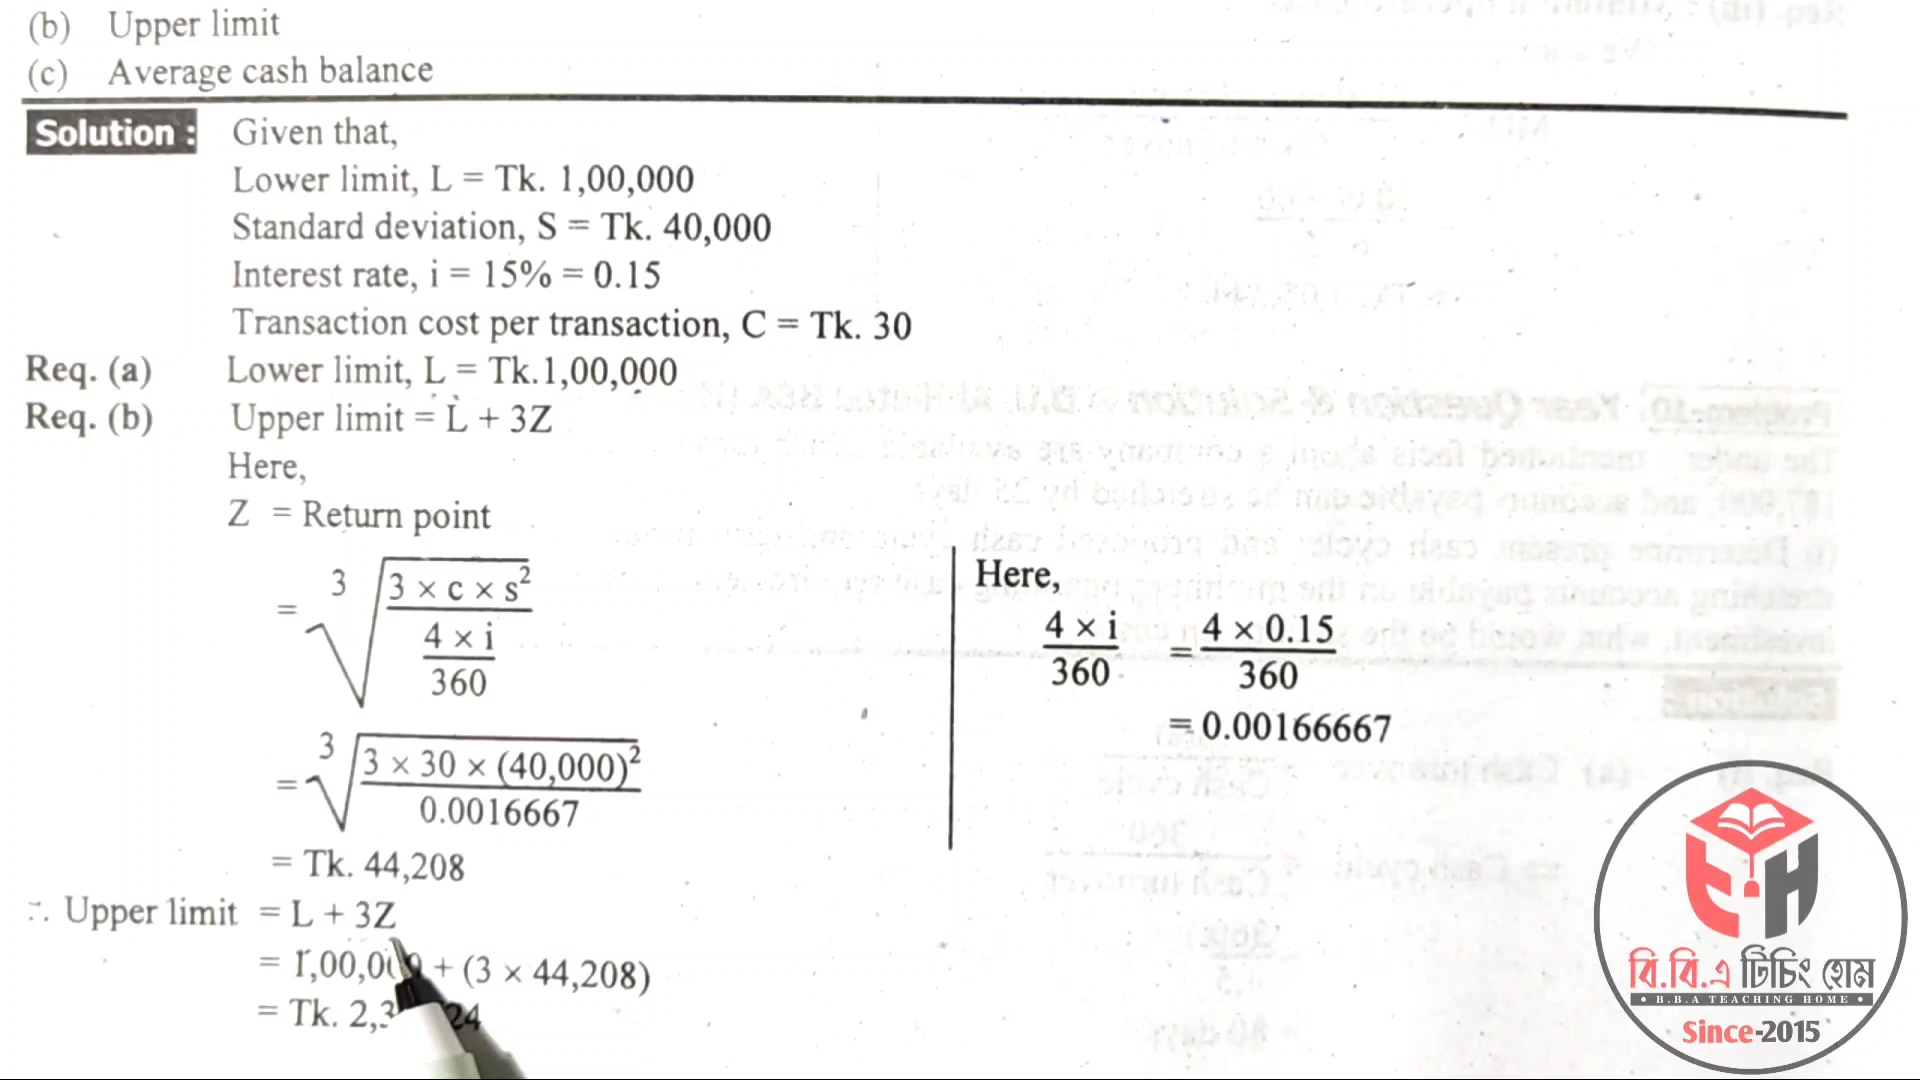 (b) Upper limit
(c) Average cash balance
Solution : Given that,
Lower limit, L = Tk. 1,00,000
Standard deviation, S = Tk. 40,000
Interest rate, i = 15% = 0.15
Transaction cost per transaction, C = Tk. 30
Req. (a) Lower limit, L = Tk.1,00,000
Req. (b) Upper limit = L + 3Z
Here,
Z = Return point
= ³√ 3 × c × s²
4 × i
360
= ³√ 3 × 30 × (40,000)²
0.0016667
= Tk. 44,208
∴ Upper limit = L + 3Z
= 1,00,000 + (3 × 44,208)
= Tk.
Here,
4 × i = 4 × 0.15
360 360
= 0.00166667
বি.বি.এ টিচিং হোম
• B.B.A TEACHING HOME •
Since-2015